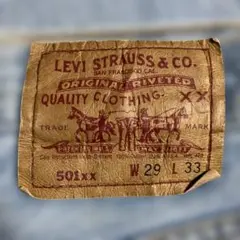 LEVI STRAUSS & CO.
SAN FRANCISCO, CAL.
ORIGINAL RIVETED
QUALITY CLOTHING. XX
TRADE MARK
501XX W 29 L 33